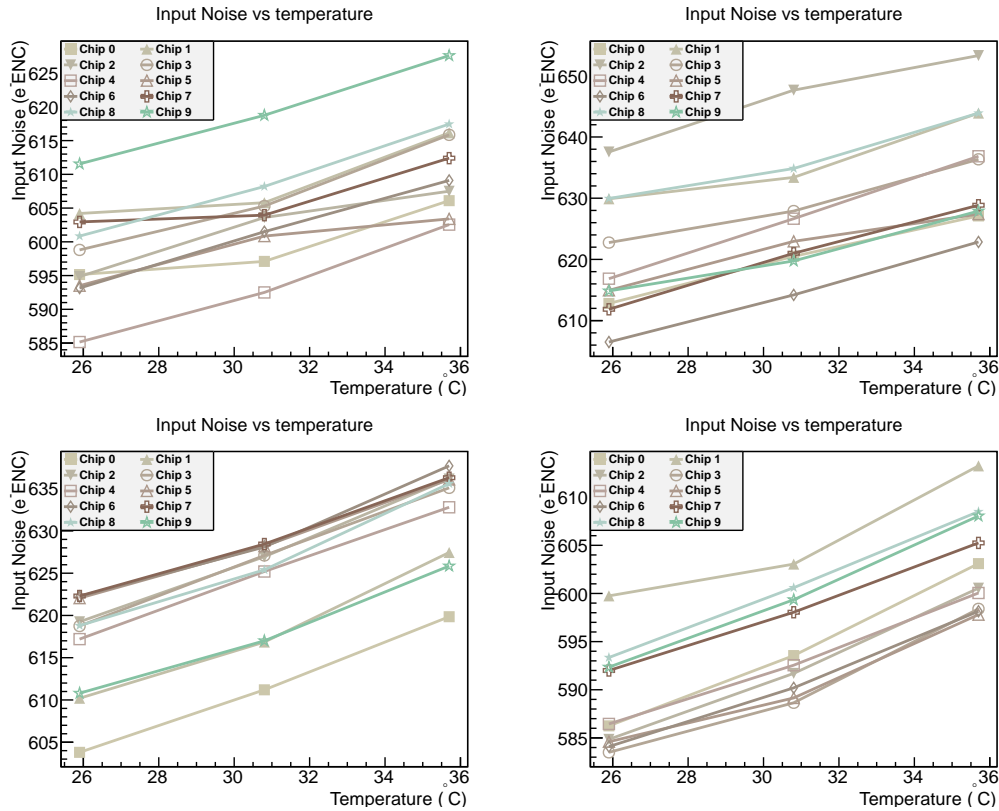 Input Noise vs temperature
Input Noise (e⁻ENC)
625
620
615
610
605
600
595
590
585
Chip 0 Chip 1
Chip 2 Chip 3
Chip 4 Chip 5
Chip 6 Chip 7
Chip 8 Chip 9
26 28 30 32 34 36
Temperature (°C)
Input Noise vs temperature
Input Noise (e⁻ENC)
650
640
630
620
610
Chip 0 Chip 1
Chip 2 Chip 3
Chip 4 Chip 5
Chip 6 Chip 7
Chip 8 Chip 9
26 28 30 32 34 36
Temperature (°C)
Input Noise vs temperature
Input Noise (e⁻ENC)
635
630
625
620
615
610
605
Chip 0 Chip 1
Chip 2 Chip 3
Chip 4 Chip 5
Chip 6 Chip 7
Chip 8 Chip 9
26 28 30 32 34 36
Temperature (°C)
Input Noise vs temperature
Input Noise (e⁻ENC)
610
605
600
595
590
585
Chip 0 Chip 1
Chip 2 Chip 3
Chip 4 Chip 5
Chip 6 Chip 7
Chip 8 Chip 9
26 28 30 32 34 36
Temperature (°C)